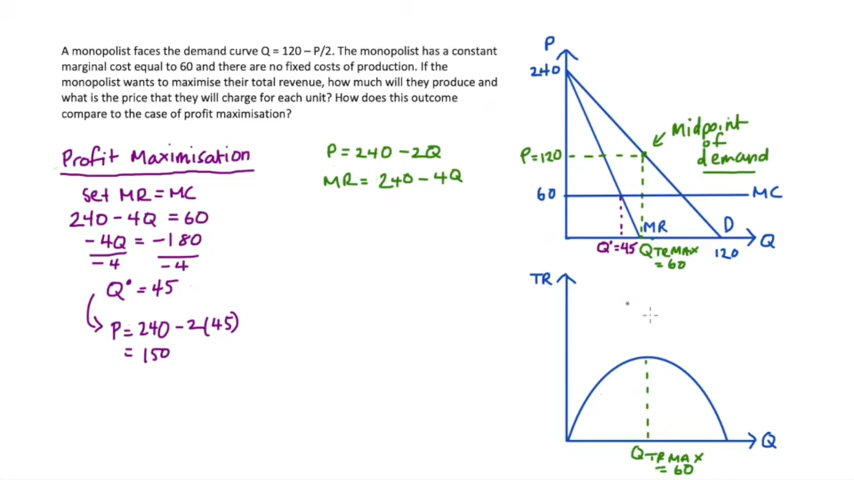 A monopolist faces the demand curve Q = 120 – P/2. The monopolist has a constant
marginal cost equal to 60 and there are no fixed costs of production. If the
monopolist wants to maximise their total revenue, how much will they produce and
what is the price that they will charge for each unit? How does this outcome
compare to the case of profit maximisation?
Profit Maximisation
Set MR = MC
240 - 4Q = 60
-4Q = -180
-4 -4
Q* = 45
P = 240 - 2(45)
= 150
P = 240 - 2Q
MR = 240 - 4Q
P
240
Midpoint
of
demand
P=120
60
MC
MR
D
Q*=45
QTRMAX
= 60
120
Q
TR
Q
QTRMAX
= 60